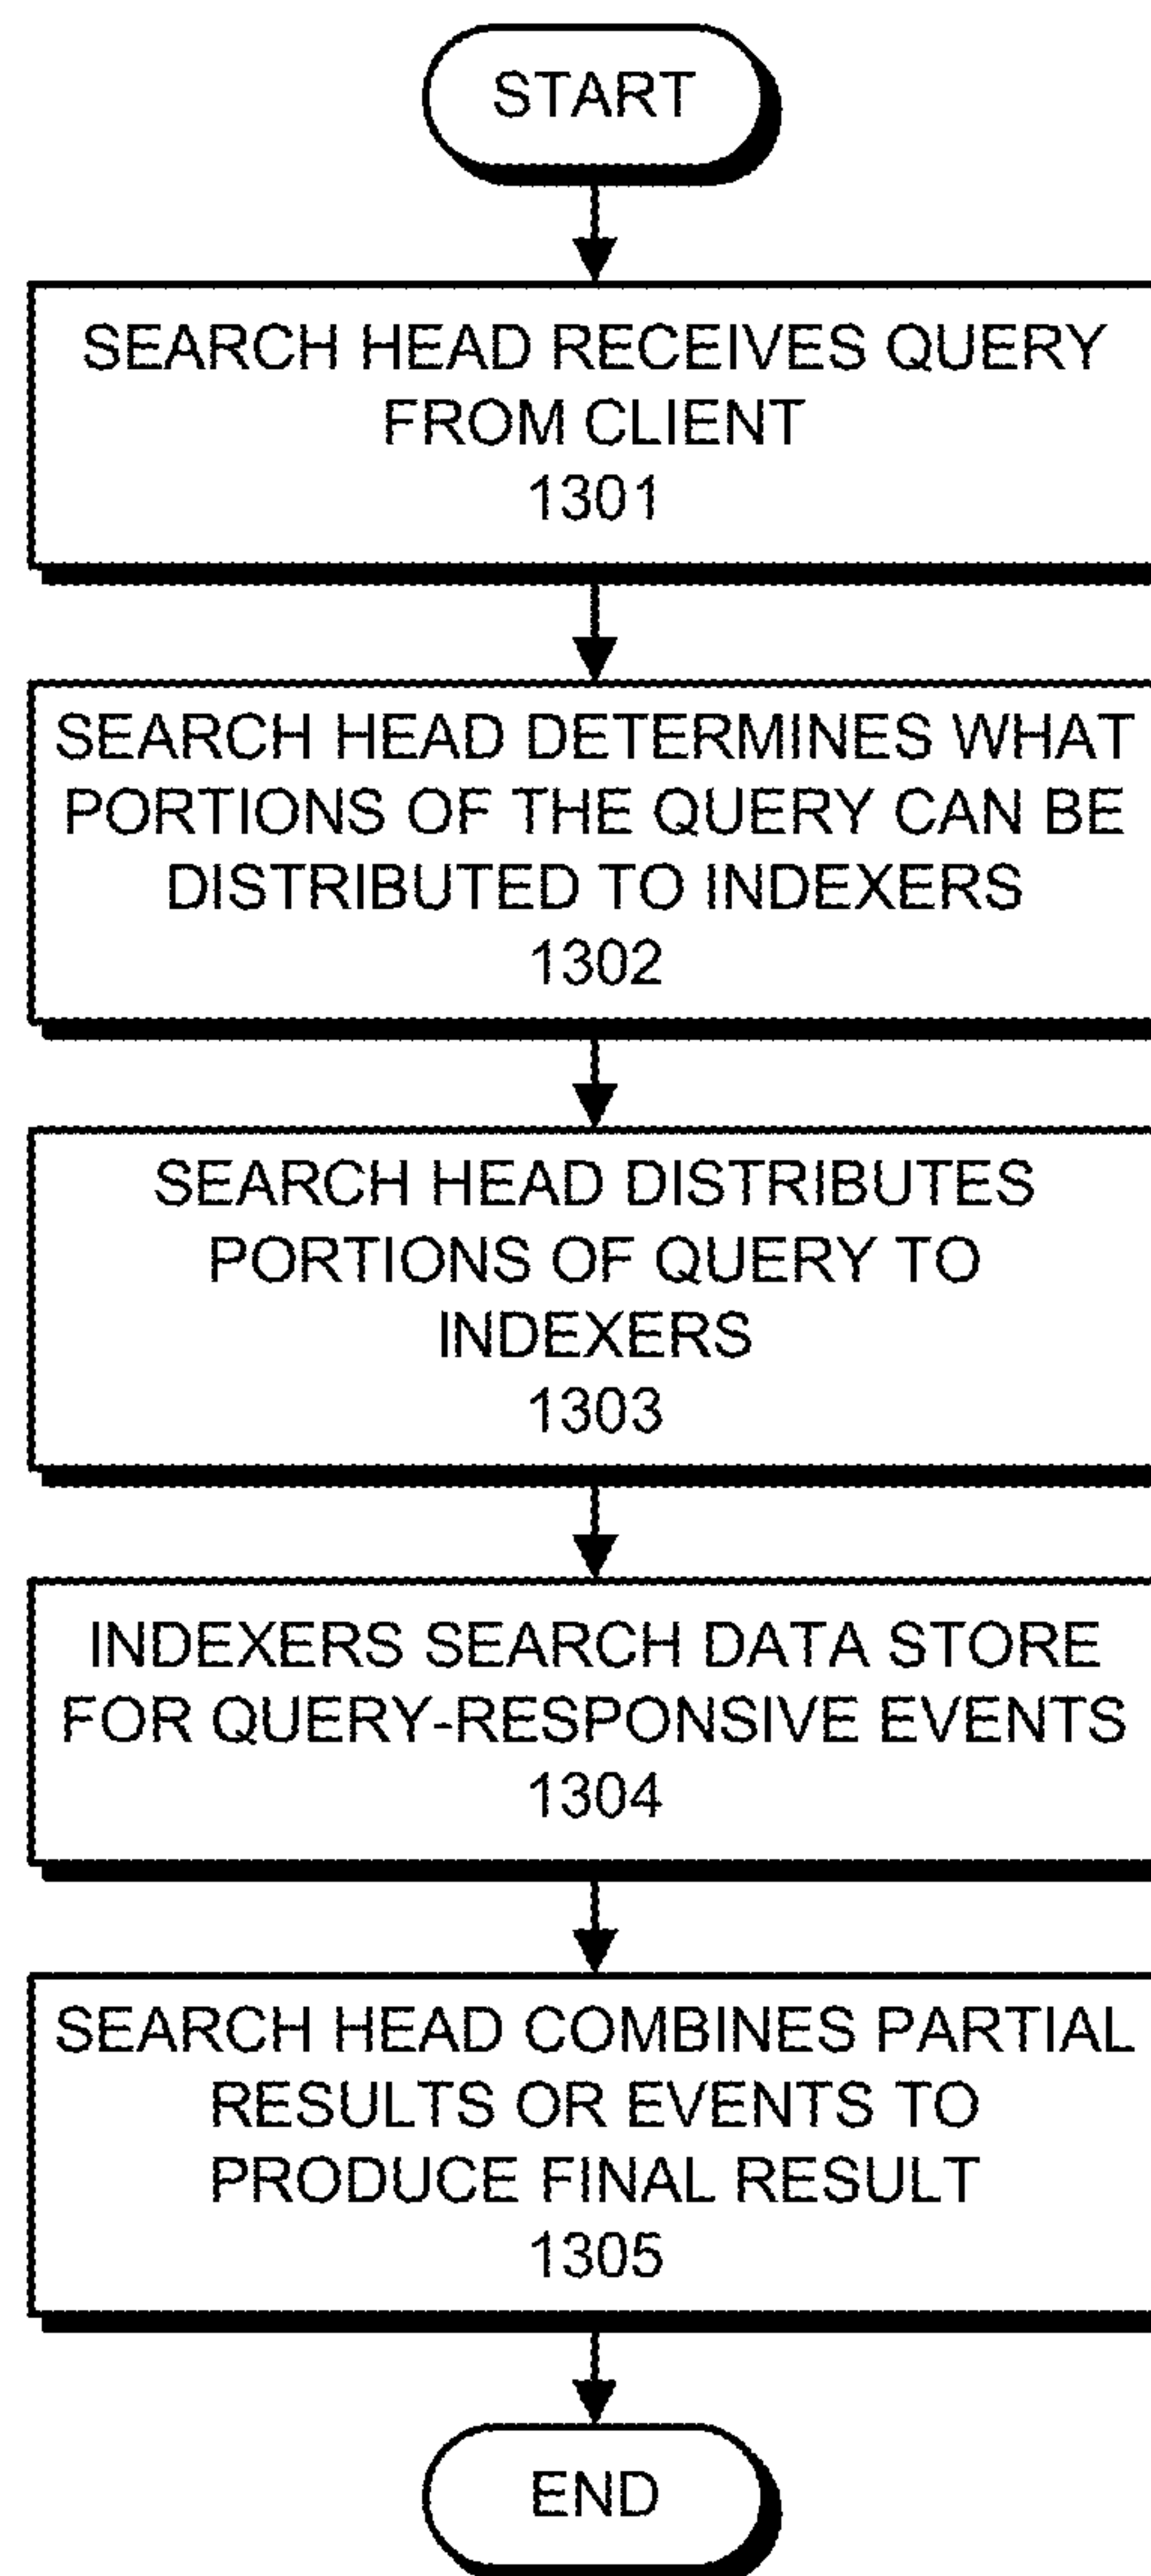 START
SEARCH HEAD RECEIVES QUERY
FROM CLIENT
1301
SEARCH HEAD DETERMINES WHAT
PORTIONS OF THE QUERY CAN BE
DISTRIBUTED TO INDEXERS
1302
SEARCH HEAD DISTRIBUTES
PORTIONS OF QUERY TO
INDEXERS
1303
INDEXERS SEARCH DATA STORE
FOR QUERY-RESPONSIVE EVENTS
1304
SEARCH HEAD COMBINES PARTIAL
RESULTS OR EVENTS TO
PRODUCE FINAL RESULT
1305
END